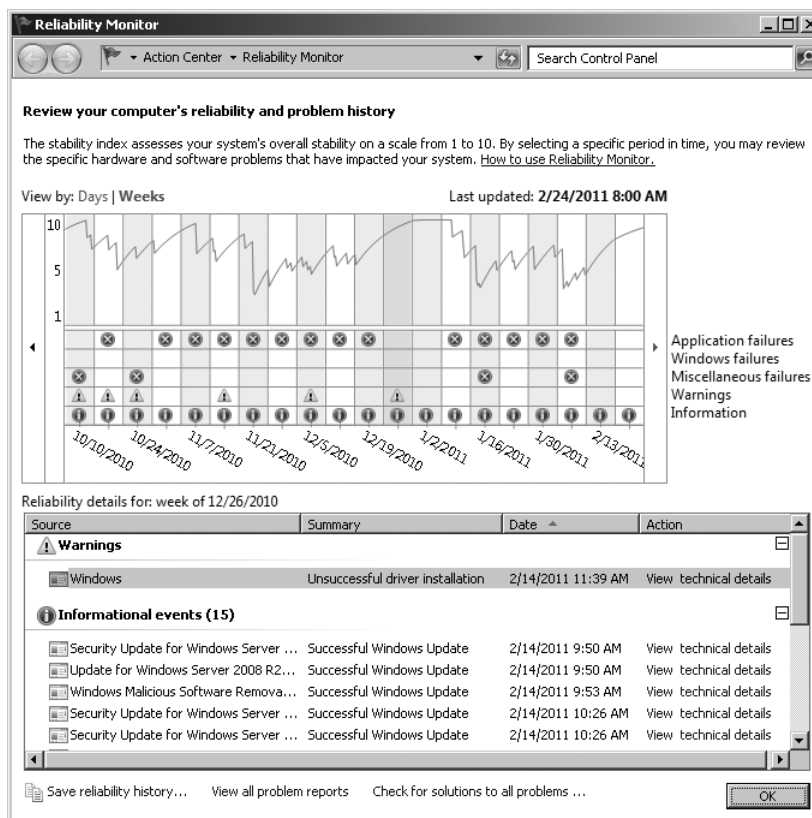 Reliability Monitor
Action Center ▾ Reliability Monitor
Search Control Panel
Review your computer's reliability and problem history
The stability index assesses your system's overall stability on a scale from 1 to 10. By selecting a specific period in time, you may review
the specific hardware and software problems that have impacted your system. How to use Reliability Monitor.
View by: Days | Weeks
Last updated: 2/24/2011 8:00 AM
10
5
1
Application failures
Windows failures
Miscellaneous failures
Warnings
Information
10/10/2010 10/24/2010 11/7/2010 11/21/2010 12/5/2010 12/19/2010 1/2/2011 1/16/2011 1/30/2011 2/13/2011
Reliability details for: week of 12/26/2010
Source Summary Date Action
Warnings
Windows Unsuccessful driver installation 2/14/2011 11:39 AM View technical details
Informational events (15)
Security Update for Windows Server ... Successful Windows Update 2/14/2011 9:50 AM View technical details
Update for Windows Server 2008 R2... Successful Windows Update 2/14/2011 9:50 AM View technical details
Windows Malicious Software Remova... Successful Windows Update 2/14/2011 9:53 AM View technical details
Security Update for Windows Server ... Successful Windows Update 2/14/2011 10:26 AM View technical details
Security Update for Windows Server ... Successful Windows Update 2/14/2011 10:26 AM View technical details
Save reliability history... View all problem reports Check for solutions to all problems ...
OK